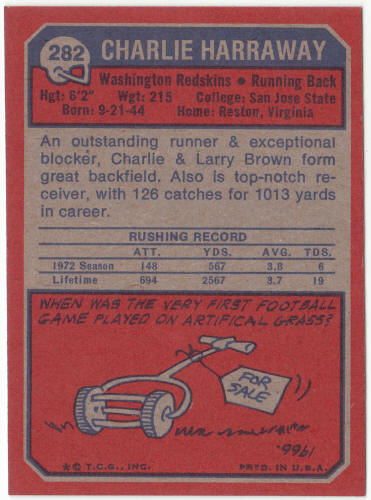 282 CHARLIE HARRAWAY
Washington Redskins • Running Back
Hgt: 6'2" Wgt: 215 College: San Jose State
Born: 9-21-44 Home: Reston, Virginia
An outstanding runner & exceptional
blocker, Charlie & Larry Brown form
great backfield. Also is top-notch re-
ceiver, with 126 catches for 1013 yards
in career.
RUSHING RECORD
ATT. YDS. AVG. TDS.
1972 Season 148 567 3.8 6
Lifetime 694 2567 3.7 19
WHEN WAS THE VERY FIRST FOOTBALL
GAME PLAYED ON ARTIFICAL GRASS?
FOR
SALE
1966.
* © T.C.G., INC. PRTD. IN U.S.A.